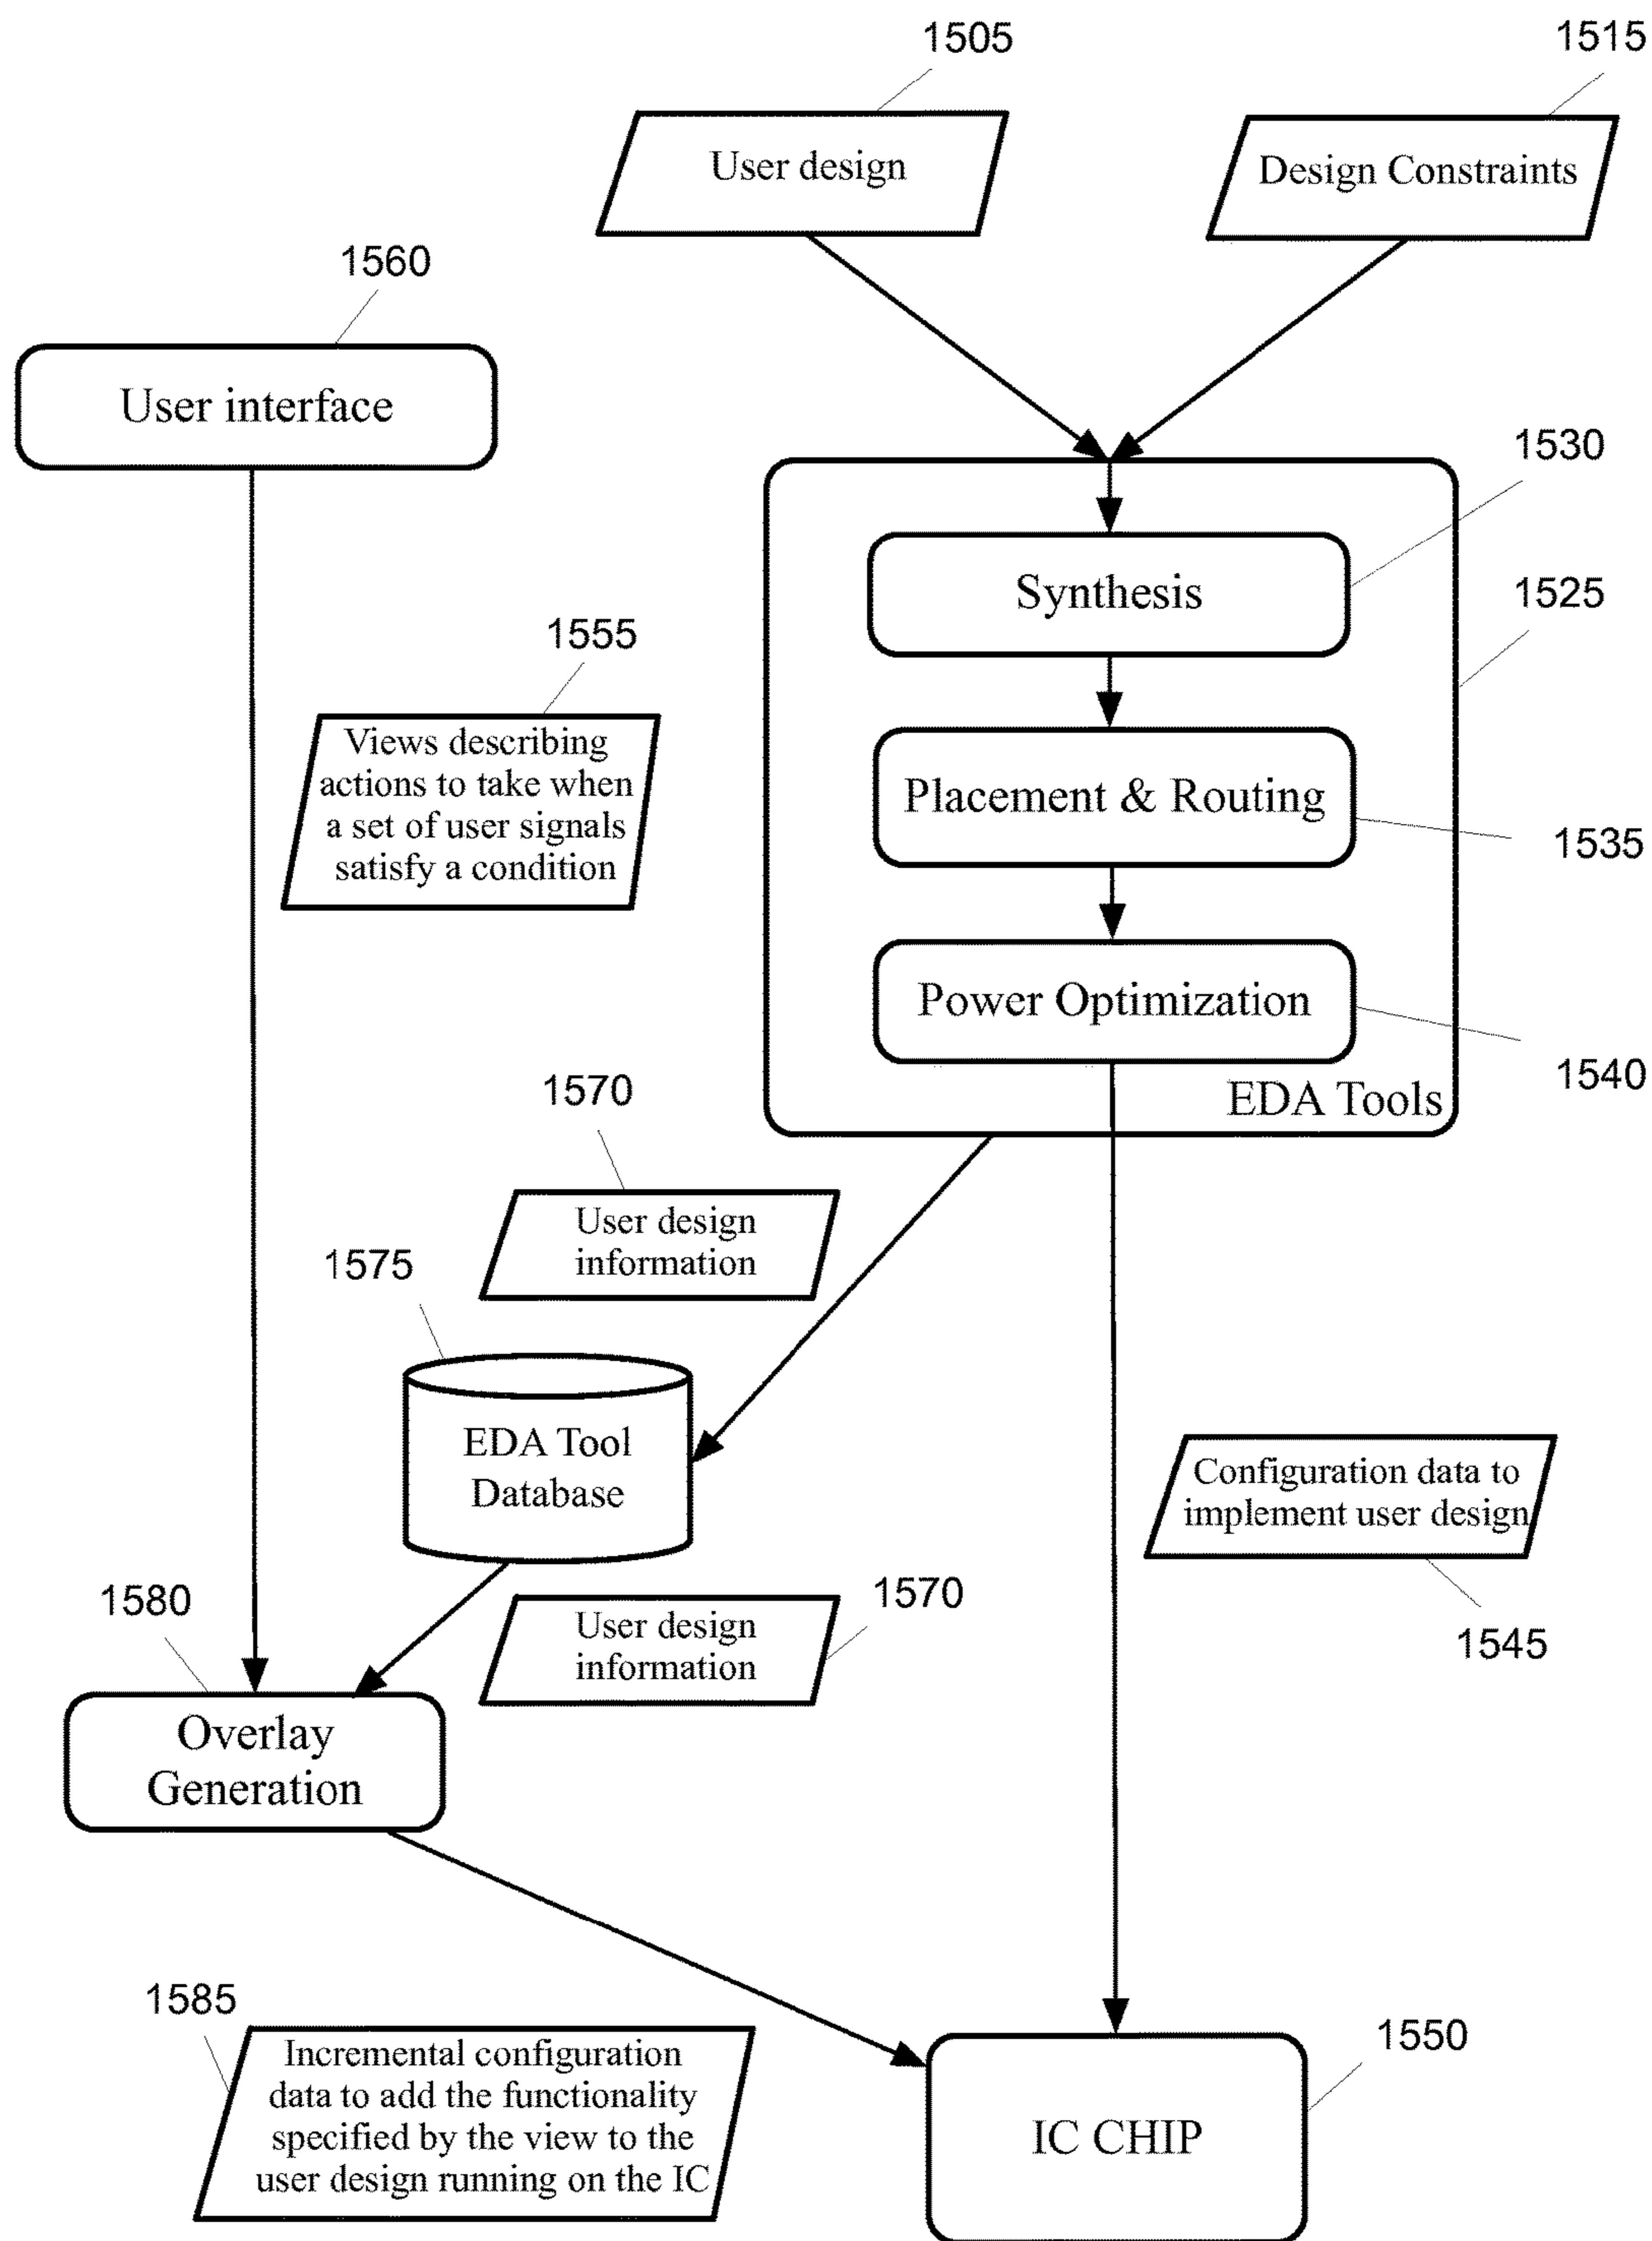 1505
1515
User design
Design Constraints
1560
User interface
1530
Synthesis
1525
1555
Views describing
actions to take when
a set of user signals
satisfy a condition
Placement & Routing
1535
Power Optimization
1540
EDA Tools
1570
User design
information
1575
EDA Tool
Database
Configuration data to
implement user design
1545
1580
User design
information
1570
Overlay
Generation
1585
Incremental configuration
data to add the functionality
specified by the view to the
user design running on the IC
1550
IC CHIP